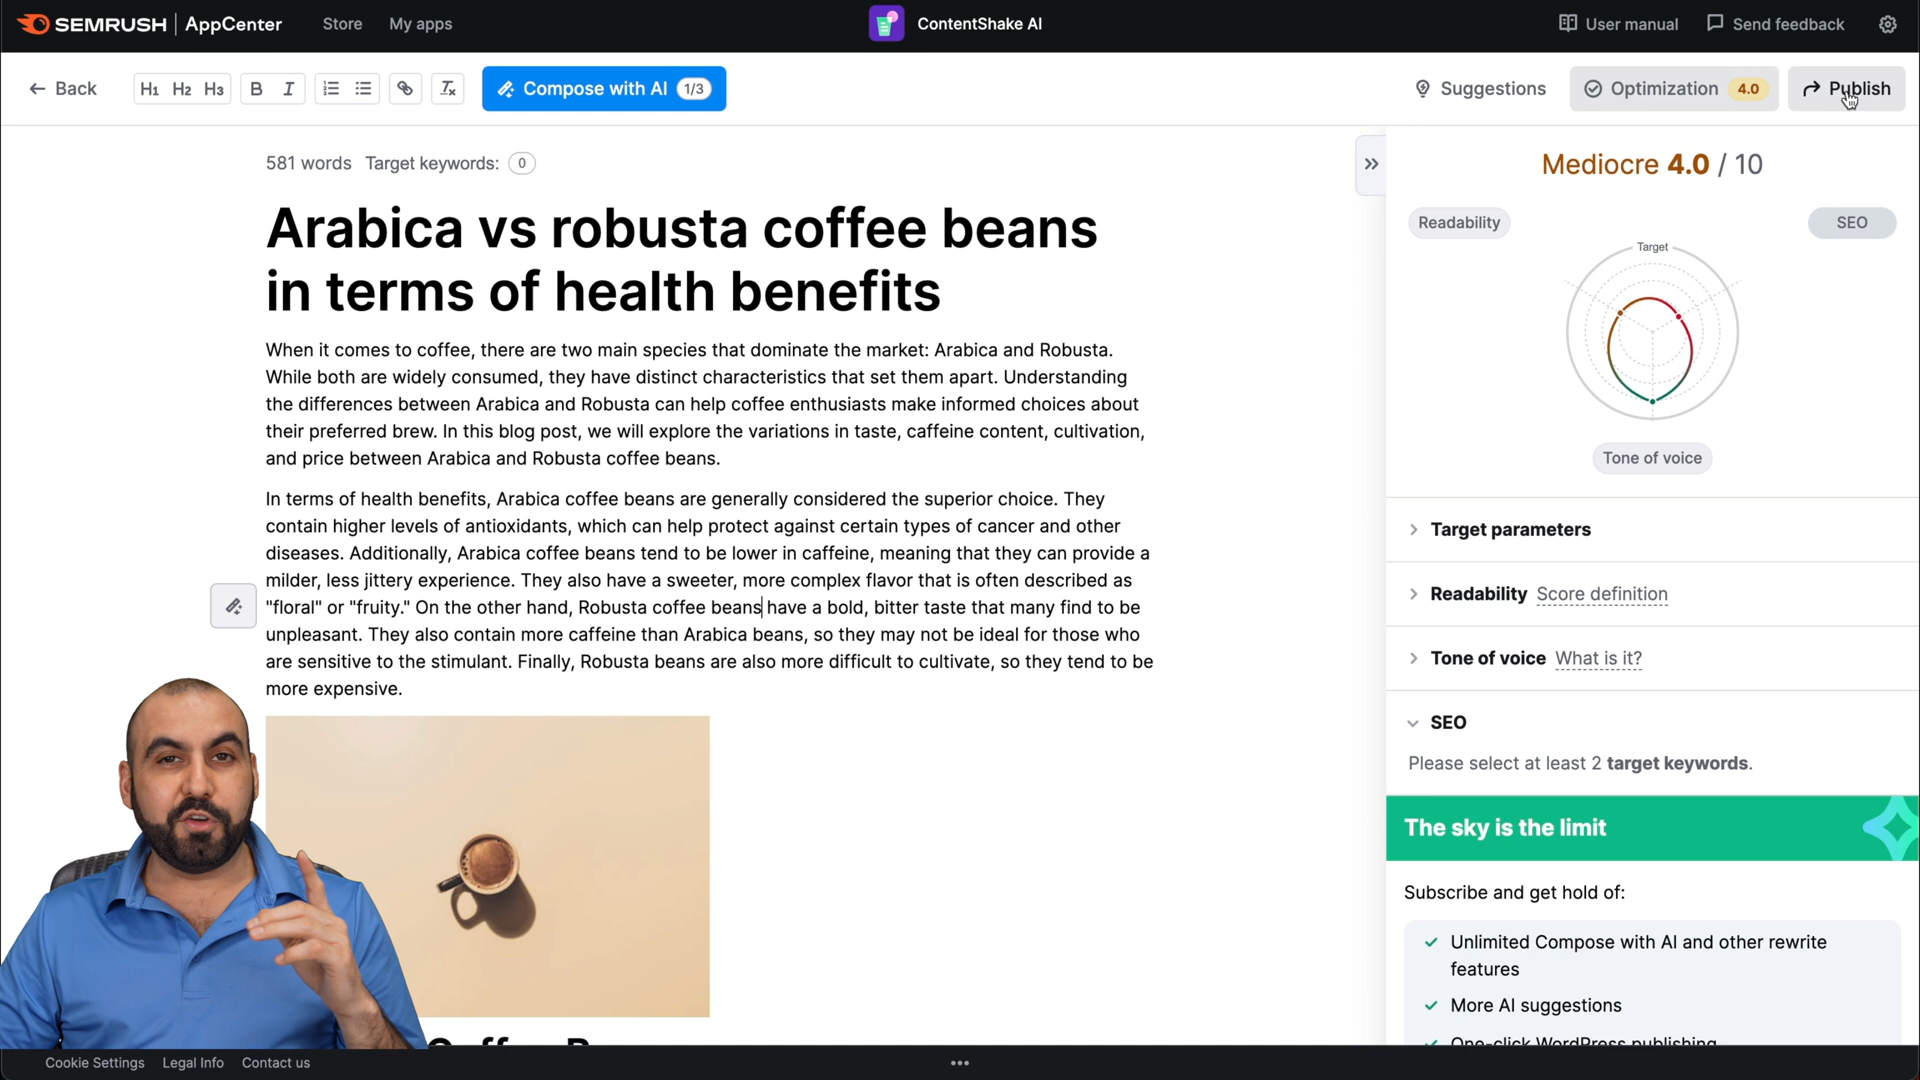 SEMRUSH AppCenter Store My apps ContentShake AI User manual Send feedback
Back H1 H2 H3 B I Compose with AI 1/3 Suggestions Optimization 4.0 Publish
581 words Target keywords: 0
Arabica vs robusta coffee beans
in terms of health benefits
When it comes to coffee, there are two main species that dominate the market: Arabica and Robusta.
While both are widely consumed, they have distinct characteristics that set them apart. Understanding
the differences between Arabica and Robusta can help coffee enthusiasts make informed choices about
their preferred brew. In this blog post, we will explore the variations in taste, caffeine content, cultivation,
and price between Arabica and Robusta coffee beans.
In terms of health benefits, Arabica coffee beans are generally considered the superior choice. They
contain higher levels of antioxidants, which can help protect against certain types of cancer and other
diseases. Additionally, Arabica coffee beans tend to be lower in caffeine, meaning that they can provide a
milder, less jittery experience. They also have a sweeter, more complex flavor that is often described as
"floral" or "fruity." On the other hand, Robusta coffee beans have a bold, bitter taste that many find to be
unpleasant. They also contain more caffeine than Arabica beans, so they may not be ideal for those who
are sensitive to the stimulant. Finally, Robusta beans are also more difficult to cultivate, so they tend to be
more expensive.
Mediocre 4.0 / 10
Readability SEO
Target
Tone of voice
Target parameters
Readability Score definition
Tone of voice What is it?
SEO
Please select at least 2 target keywords.
The sky is the limit
Subscribe and get hold of:
Unlimited Compose with AI and other rewrite
features
More AI suggestions
One-click WordPress publishing
Cookie Settings Legal Info Contact us